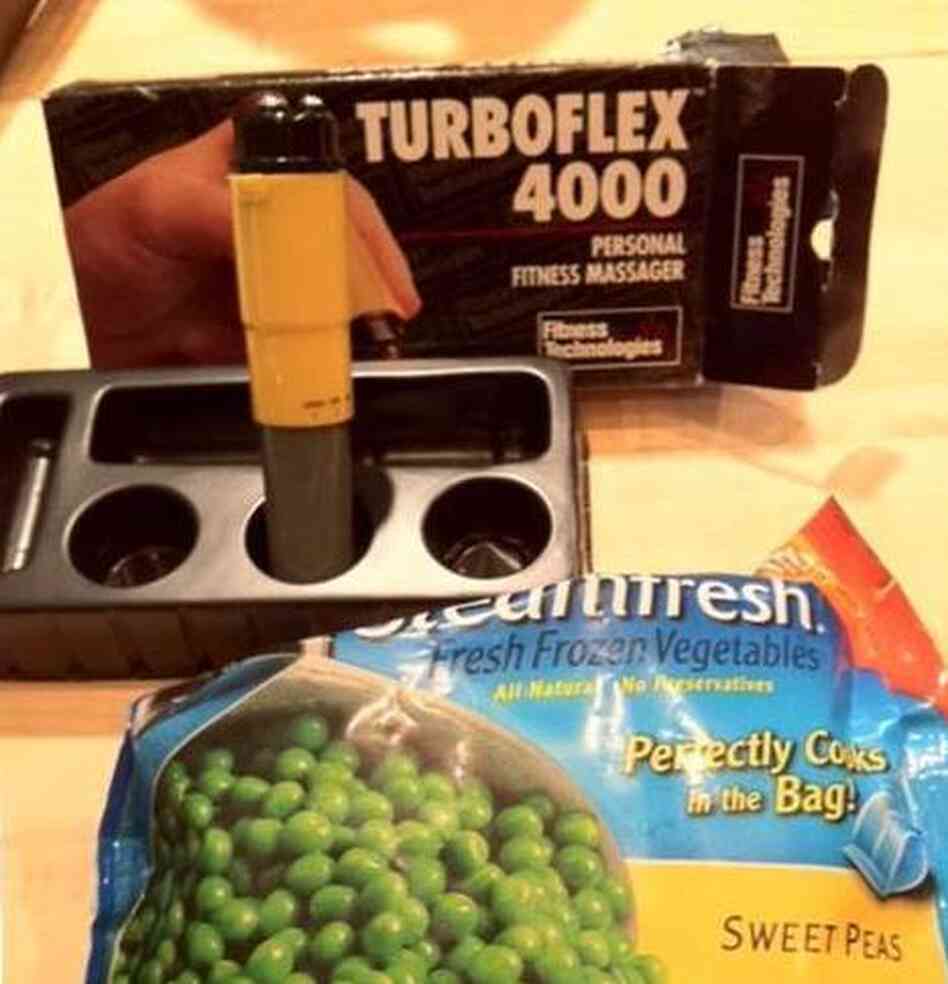 TURBOFLEX™
4000
PERSONAL
FITNESS MASSAGER
Fitness
Technologies
Fitness
Technologies
Fresh Frozen Vegetables
All Natural No Preservatives
Perfectly Cooks
in the Bag!
SWEET PEAS